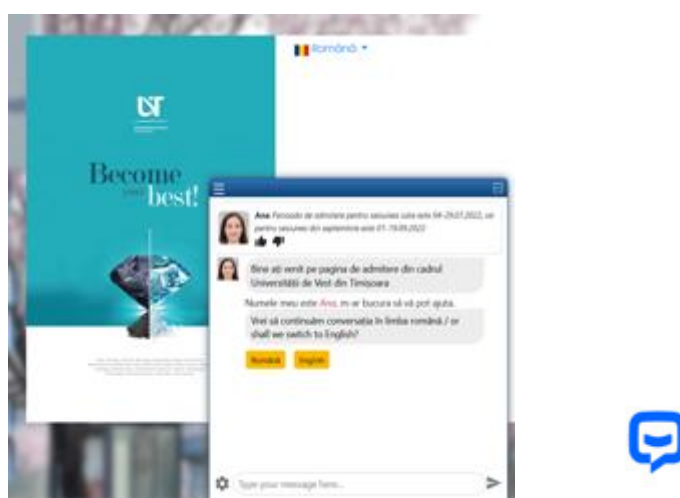 Română
UVT
Become
your best!
Ana Perioada de admitere pentru sesiunea iulie este 04-29.07.2022, iar
pentru sesiunea din septembrie este 01-19.09.2022
Bine ați venit pe pagina de admitere din cadrul
Universității de Vest din Timișoara
Numele meu este Ana, m-ar bucura să vă pot ajuta.
Vrei să continuăm conversația în limba română / or
shall we switch to English?
Română English
Type your message here...